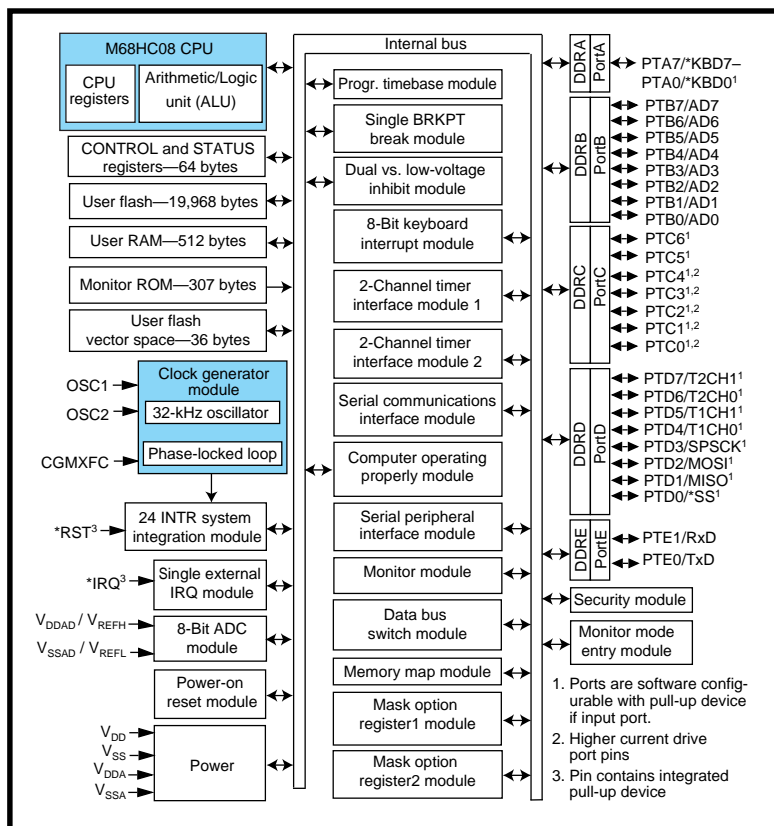 M68HC08 CPU
CPU
registers
Arithmetic/Logic
unit (ALU)
CONTROL and STATUS
registers—64 bytes
User flash—19,968 bytes
User RAM—512 bytes
Monitor ROM—307 bytes
User flash
vector space—36 bytes
OSC1
OSC2
CGMXFC
Clock generator
module
32-kHz oscillator
Phase-locked loop
*RST³
24 INTR system
integration module
*IRQ³
Single external
IRQ module
V_DDAD / V_REFH
V_SSAD / V_REFL
8-Bit ADC
module
Power-on
reset module
V_DD
V_SS
V_DDA
V_SSA
Power
Internal bus
Progr. timebase module
Single BRKPT
break module
Dual vs. low-voltage
inhibit module
8-Bit keyboard
interrupt module
2-Channel timer
interface module 1
2-Channel timer
interface module 2
Serial communications
interface module
Computer operating
properly module
Serial peripheral
interface module
Monitor module
Data bus
switch module
Memory map module
Mask option
register1 module
Mask option
register2 module
DDRA
PortA
PTA7/*KBD7–
PTA0/*KBD0¹
DDRB
PortB
PTB7/AD7
PTB6/AD6
PTB5/AD5
PTB4/AD4
PTB3/AD3
PTB2/AD2
PTB1/AD1
PTB0/AD0
DDRC
PortC
PTC6¹
PTC5¹
PTC4¹,²
PTC3¹,²
PTC2¹,²
PTC1¹,²
PTC0¹,²
DDRD
PortD
PTD7/T2CH1¹
PTD6/T2CH0¹
PTD5/T1CH1¹
PTD4/T1CH0¹
PTD3/SPSCK¹
PTD2/MOSI¹
PTD1/MISO¹
PTD0/*SS¹
DDRE
PortE
PTE1/RxD
PTE0/TxD
Security module
Monitor mode
entry module
1. Ports are software config-
urable with pull-up device
if input port.
2. Higher current drive
port pins
3. Pin contains integrated
pull-up device